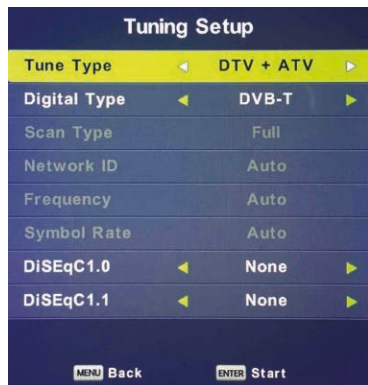 Tuning Setup
Tune Type DTV + ATV
Digital Type DVB-T
Scan Type Full
Network ID Auto
Frequency Auto
Symbol Rate Auto
DiSEqC1.0 None
DiSEqC1.1 None
MENU Back ENTER Start